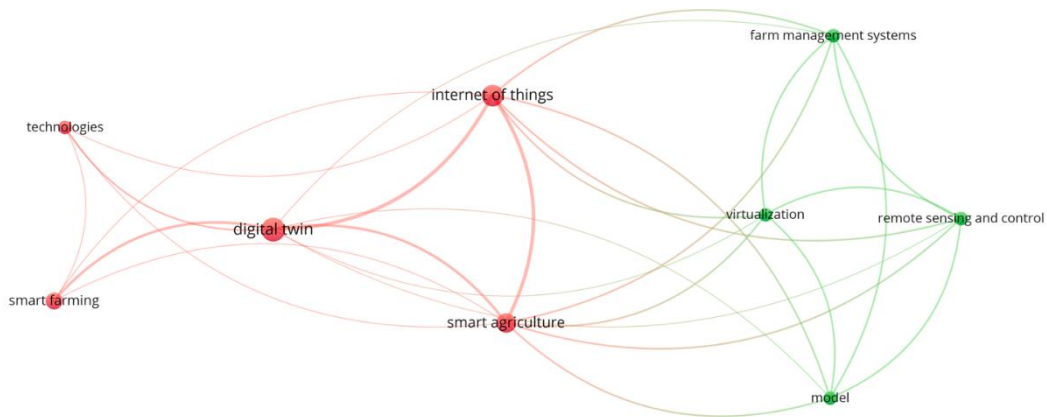 farm management systems
internet of things
technologies
virtualization
remote sensing and control
digital twin
smart farming
smart agriculture
model